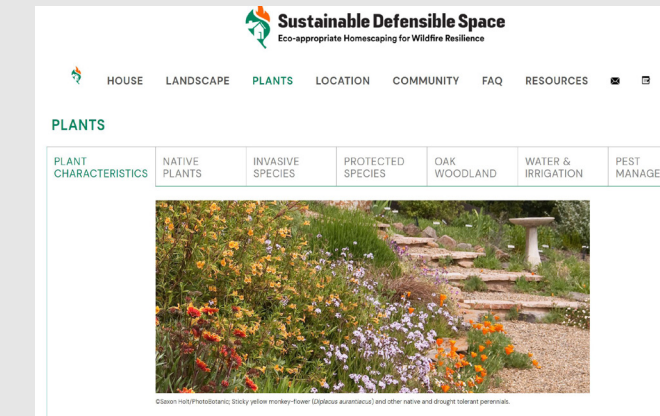 Sustainable Defensible Space
Eco-appropriate Homescaping for Wildfire Resilience
HOUSE LANDSCAPE PLANTS LOCATION COMMUNITY FAQ RESOURCES
PLANTS
PLANT CHARACTERISTICS
NATIVE PLANTS
INVASIVE SPECIES
PROTECTED SPECIES
OAK WOODLAND
WATER & IRRIGATION
PEST MANAGE
©Saxon Holt/PhotoBotanic; Sticky yellow monkey-flower (Diplacus aurantiacus) and other native and drought tolerant perennials.